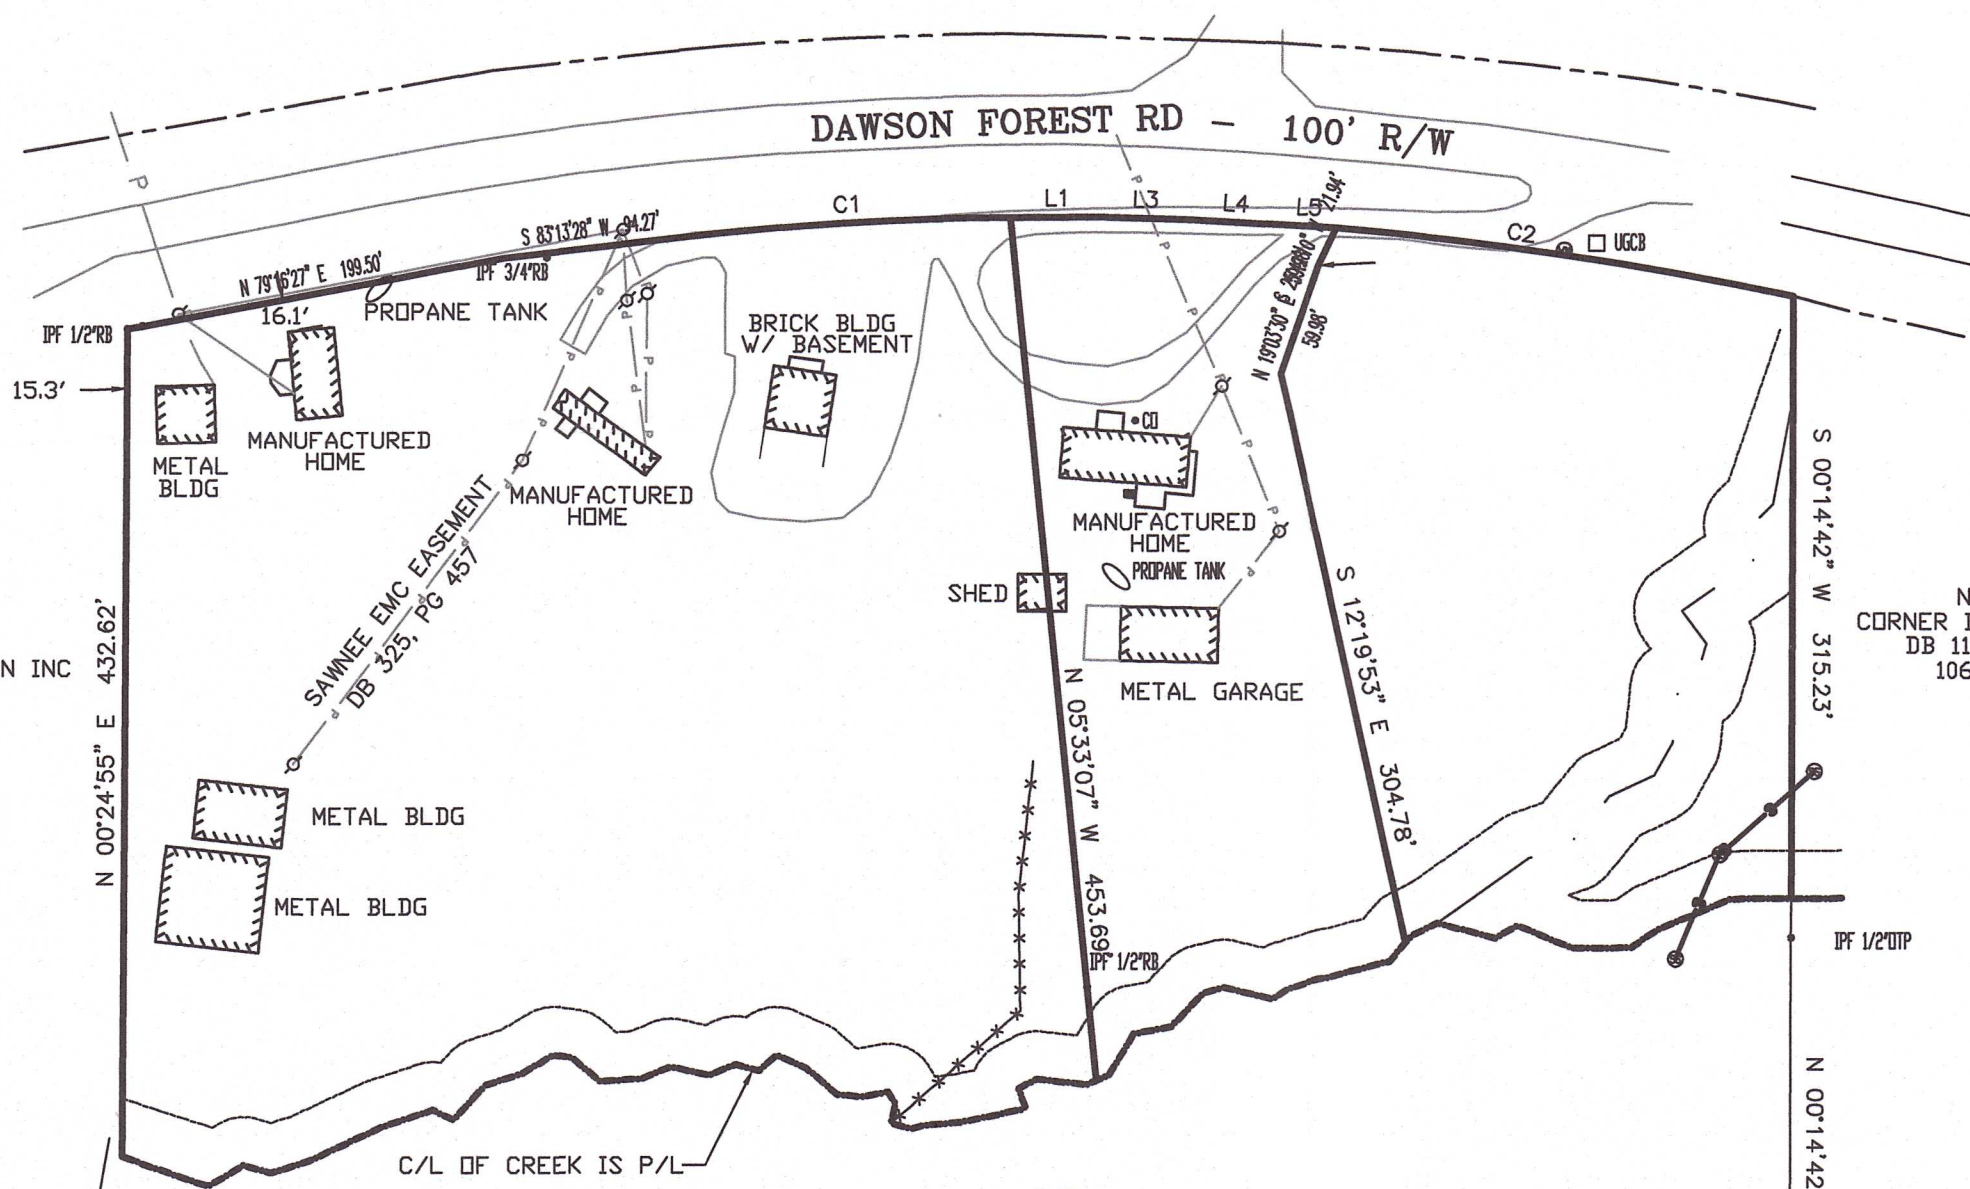 DAWSON FOREST RD - 100' R/W
C1
L1
L3
L4
L5
21.94'
C2
UGCB
S 83°13'28" W 94.27'
N 79°16'27" E 199.50'
IPF 3/4"RB
16.1'
PROPANE TANK
IPF 1/2"RB
15.3'
BRICK BLDG
W/ BASEMENT
N 19°03'30"
59.98'
CO
METAL
BLDG
MANUFACTURED
HOME
MANUFACTURED
HOME
MANUFACTURED
HOME
PROPANE TANK
SHED
METAL GARAGE
SAWNEE EMC EASEMENT
DB 325, PG 457
N 00°24'55" E 432.62'
N INC
N 05°33'07" W 453.69'
S 12°19'53" E 304.78'
S 00°14'42" W 315.23'
N
CORNER I
DB 11
106
METAL BLDG
METAL BLDG
IPF 1/2"RB
IPF 1/2"OTP
C/L OF CREEK IS P/L
N 00°14'42
P